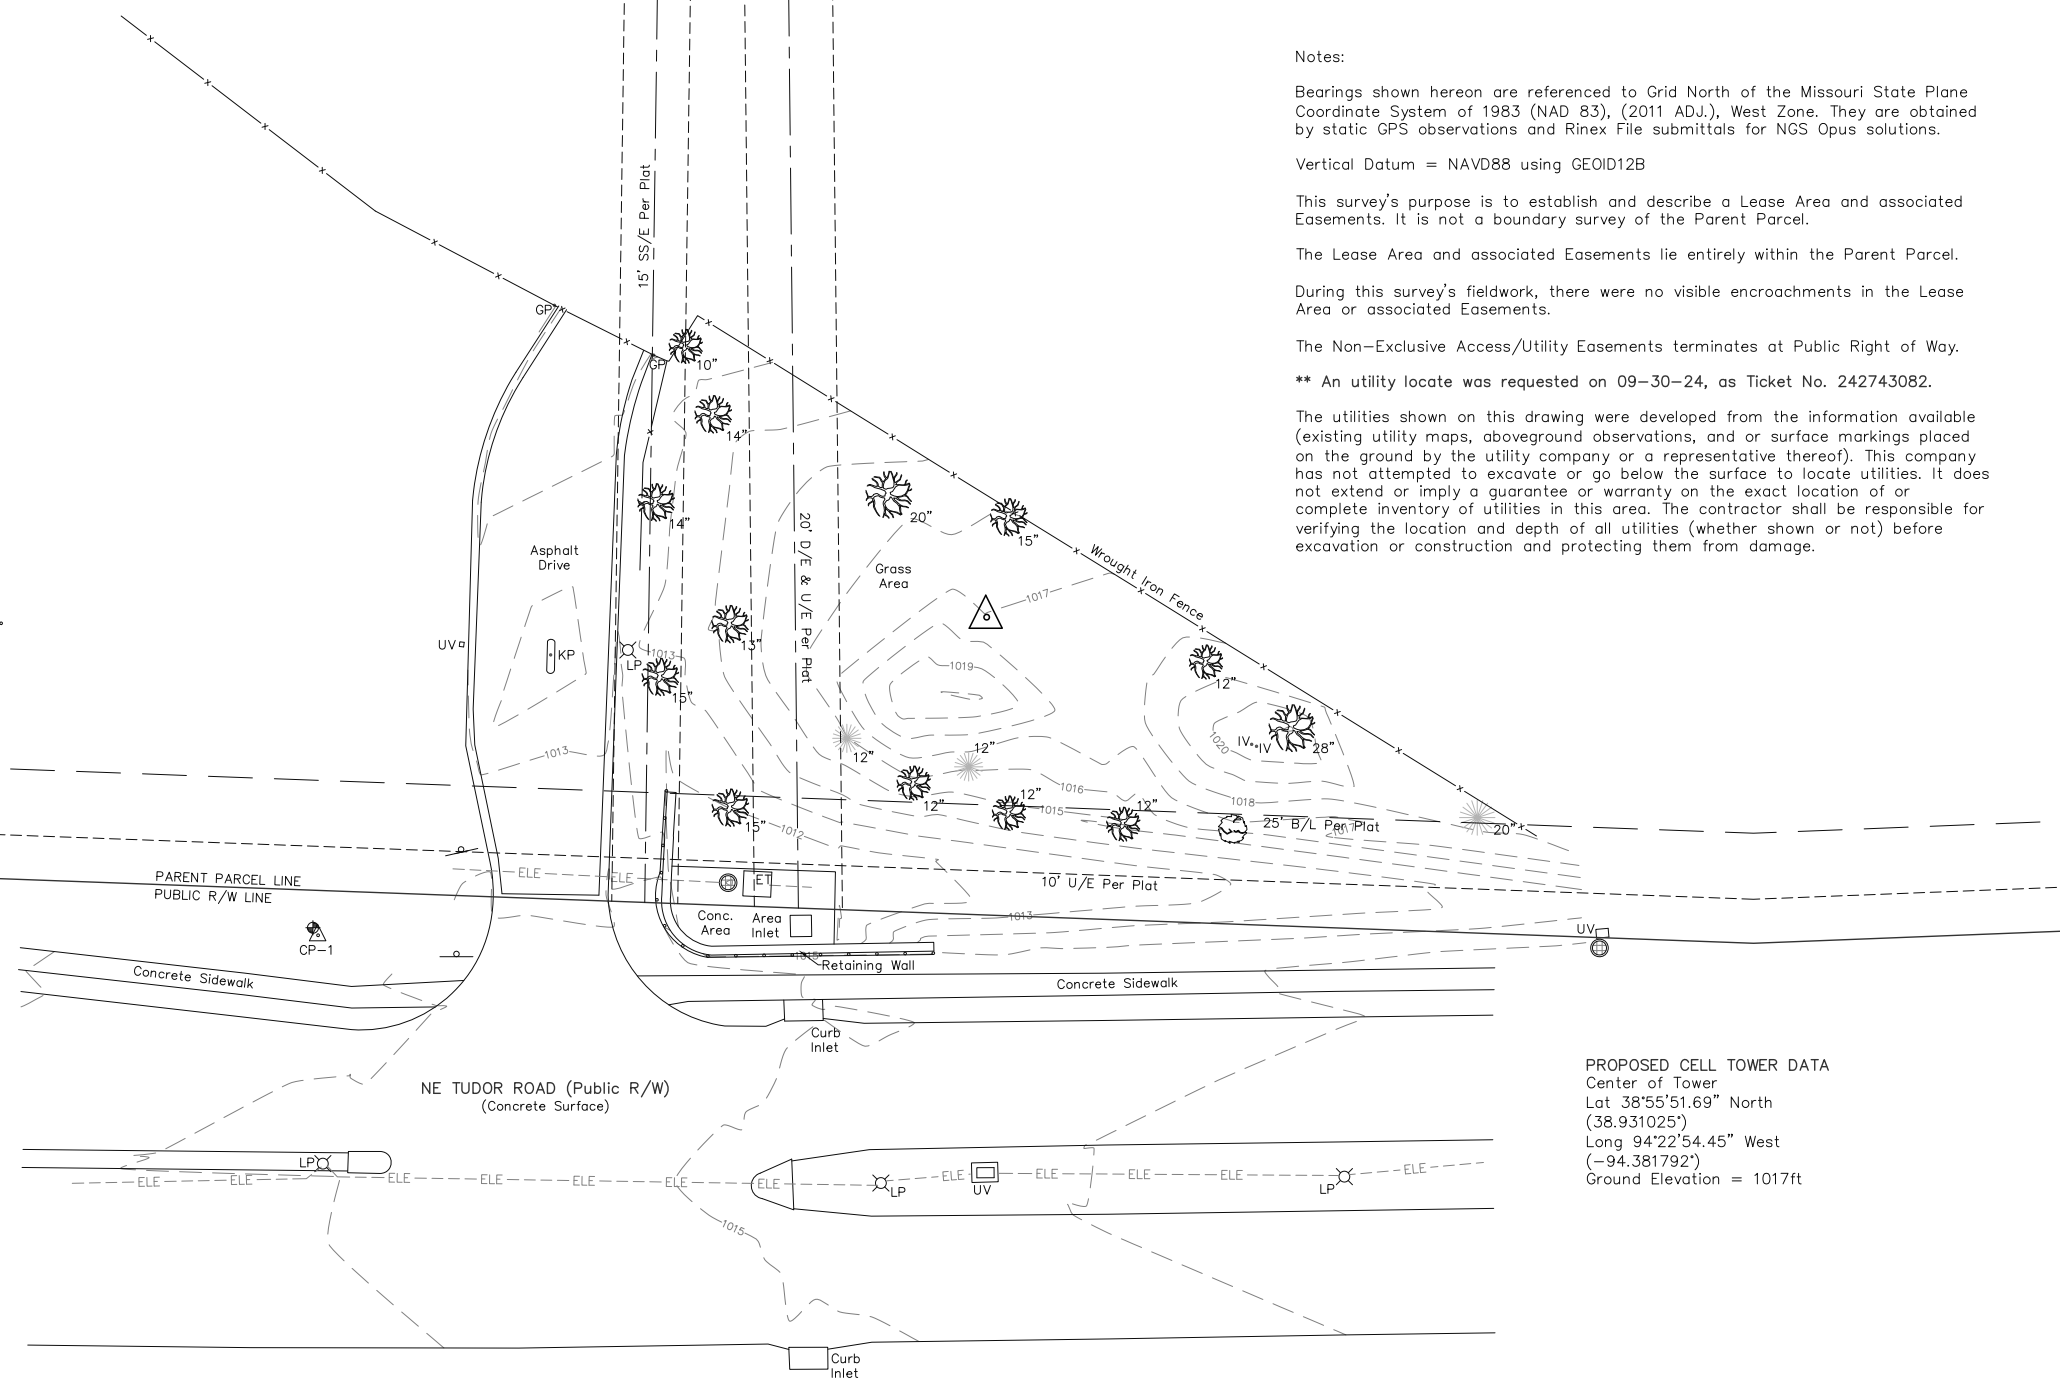 Notes:
Bearings shown hereon are referenced to Grid North of the Missouri State Plane
Coordinate System of 1983 (NAD 83), (2011 ADJ.), West Zone. They are obtained
by static GPS observations and Rinex File submittals for NGS Opus solutions.
Vertical Datum = NAVD88 using GEOID12B
This survey's purpose is to establish and describe a Lease Area and associated
Easements. It is not a boundary survey of the Parent Parcel.
The Lease Area and associated Easements lie entirely within the Parent Parcel.
During this survey's fieldwork, there were no visible encroachments in the Lease
Area or associated Easements.
The Non-Exclusive Access/Utility Easements terminates at Public Right of Way.
** An utility locate was requested on 09-30-24, as Ticket No. 242743082.
The utilities shown on this drawing were developed from the information available
(existing utility maps, aboveground observations, and or surface markings placed
on the ground by the utility company or a representative thereof). This company
has not attempted to excavate or go below the surface to locate utilities. It does
not extend or imply a guarantee or warranty on the exact location of or
complete inventory of utilities in this area. The contractor shall be responsible for
verifying the location and depth of all utilities (whether shown or not) before
excavation or construction and protecting them from damage.
15' SS/E Per Plat
GP
GP
10"
14"
14"
20"
15"
20' D/E & U/E Per Plat
Wrought Iron Fence
Asphalt
Drive
Grass
Area
1017
13"
UV
KP
LP
1013
15"
1019
12"
1020
IV
IV
28"
12"
12"
1013
1016
12"
12"
1015
12"
1018
15"
1012
25' B/L Per Plat
1017
20"
ELE
ELE
ET
PARENT PARCEL LINE
PUBLIC R/W LINE
10' U/E Per Plat
Conc.
Area
Area
Inlet
1013
UV
CP-1
1015
Retaining Wall
Concrete Sidewalk
Concrete Sidewalk
Curb
Inlet
NE TUDOR ROAD (Public R/W)
(Concrete Surface)
PROPOSED CELL TOWER DATA
Center of Tower
Lat 38°55'51.69" North
(38.931025°)
Long 94°22'54.45" West
(-94.381792°)
Ground Elevation = 1017ft
LP
ELE
ELE
ELE
ELE
ELE
ELE
ELE
LP
ELE
UV
ELE
ELE
ELE
LP
ELE
1015
Curb
Inlet